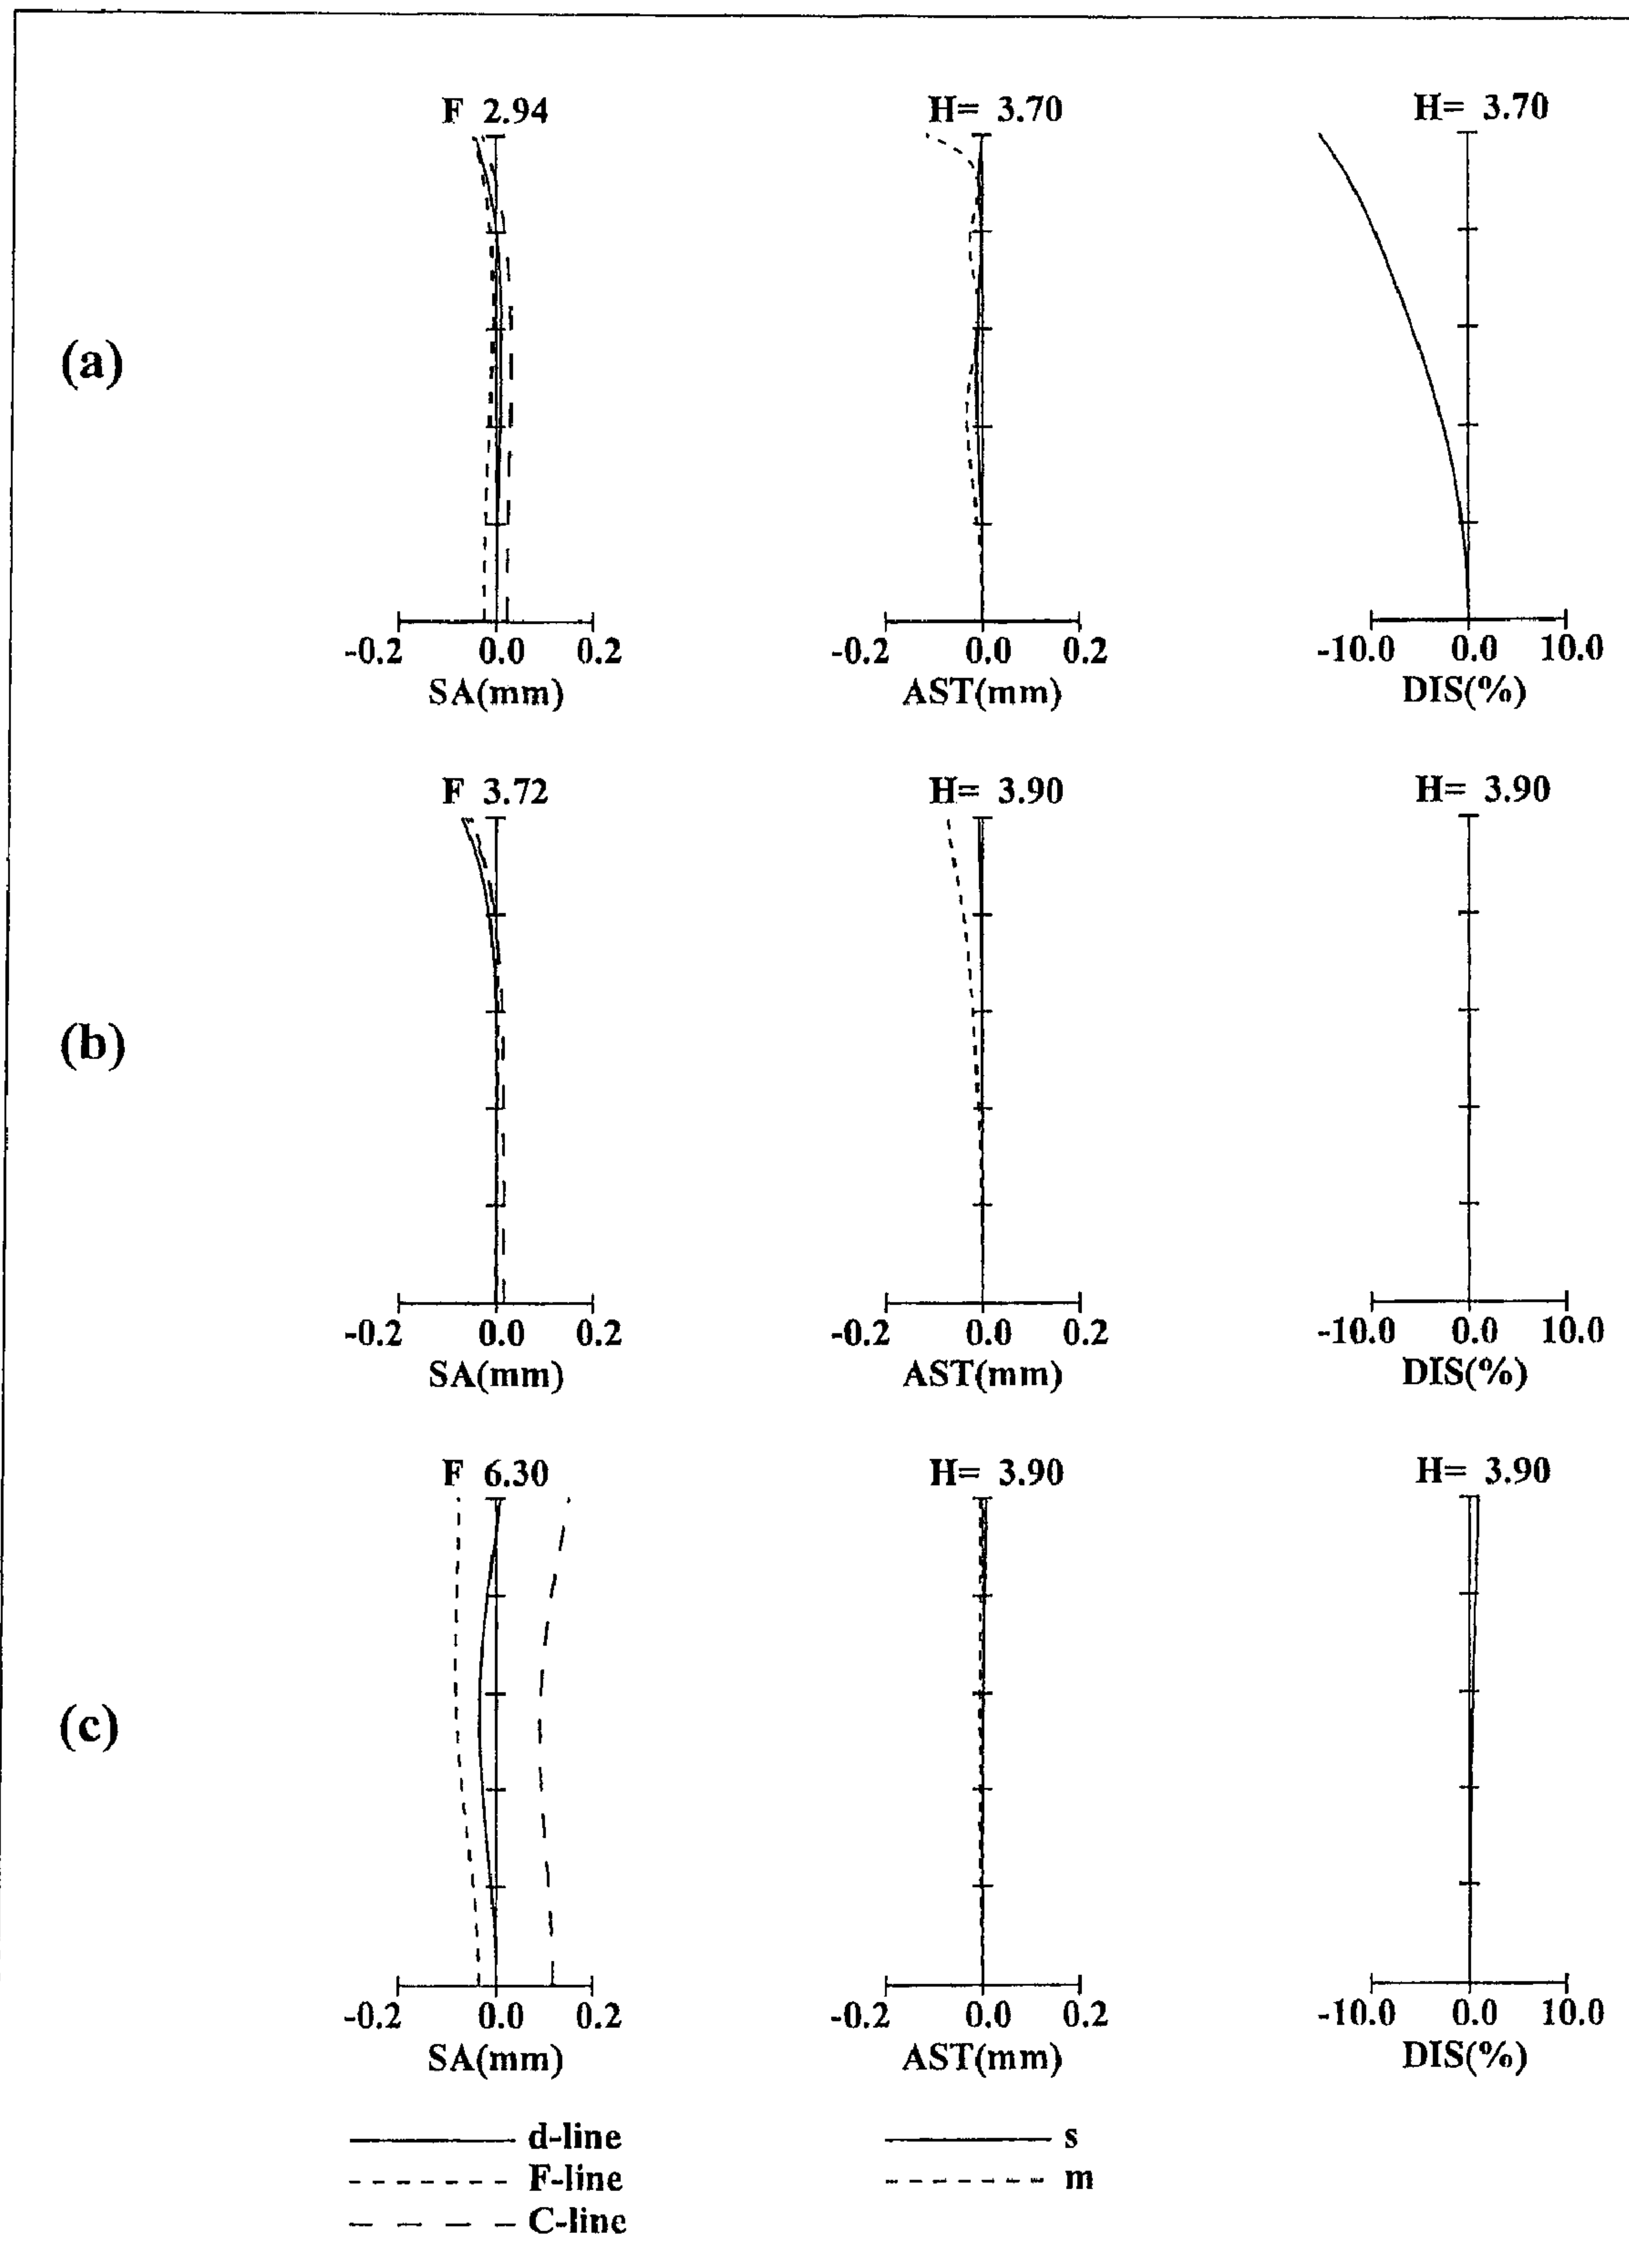 F 2.94 H= 3.70 H= 3.70
(a)
-0.2 0.0 0.2 -0.2 0.0 0.2 -10.0 0.0 10.0
SA(mm) AST(mm) DIS(%)
F 3.72 H= 3.90 H= 3.90
(b)
-0.2 0.0 0.2 -0.2 0.0 0.2 -10.0 0.0 10.0
SA(mm) AST(mm) DIS(%)
F 6.30 H= 3.90 H= 3.90
(c)
-0.2 0.0 0.2 -0.2 0.0 0.2 -10.0 0.0 10.0
SA(mm) AST(mm) DIS(%)
d-line s
F-line m
C-line